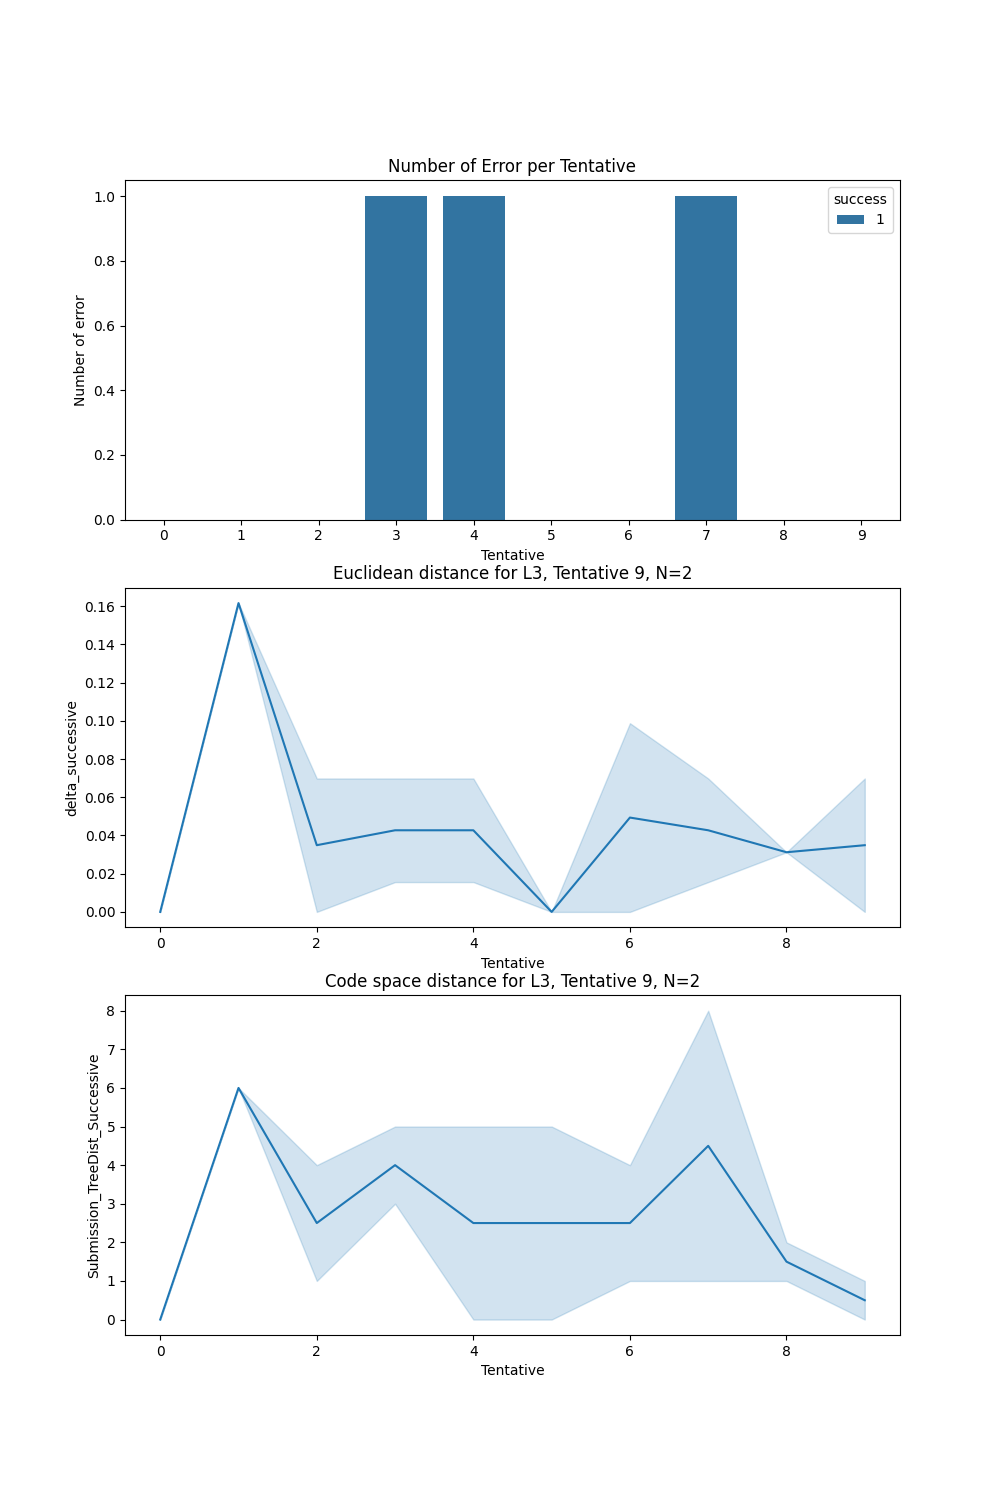 Number of Error per Tentative
success
1
1.0
0.8
0.6
0.4
0.2
0.0
Number of error
0 1 2 3 4 5 6 7 8 9
Tentative
Euclidean distance for L3, Tentative 9, N=2
0.16
0.14
0.12
0.10
0.08
0.06
0.04
0.02
0.00
delta_successive
0 2 4 6 8
Tentative
Code space distance for L3, Tentative 9, N=2
8
7
6
5
4
3
2
1
0
Submission_TreeDist_Successive
0 2 4 6 8
Tentative